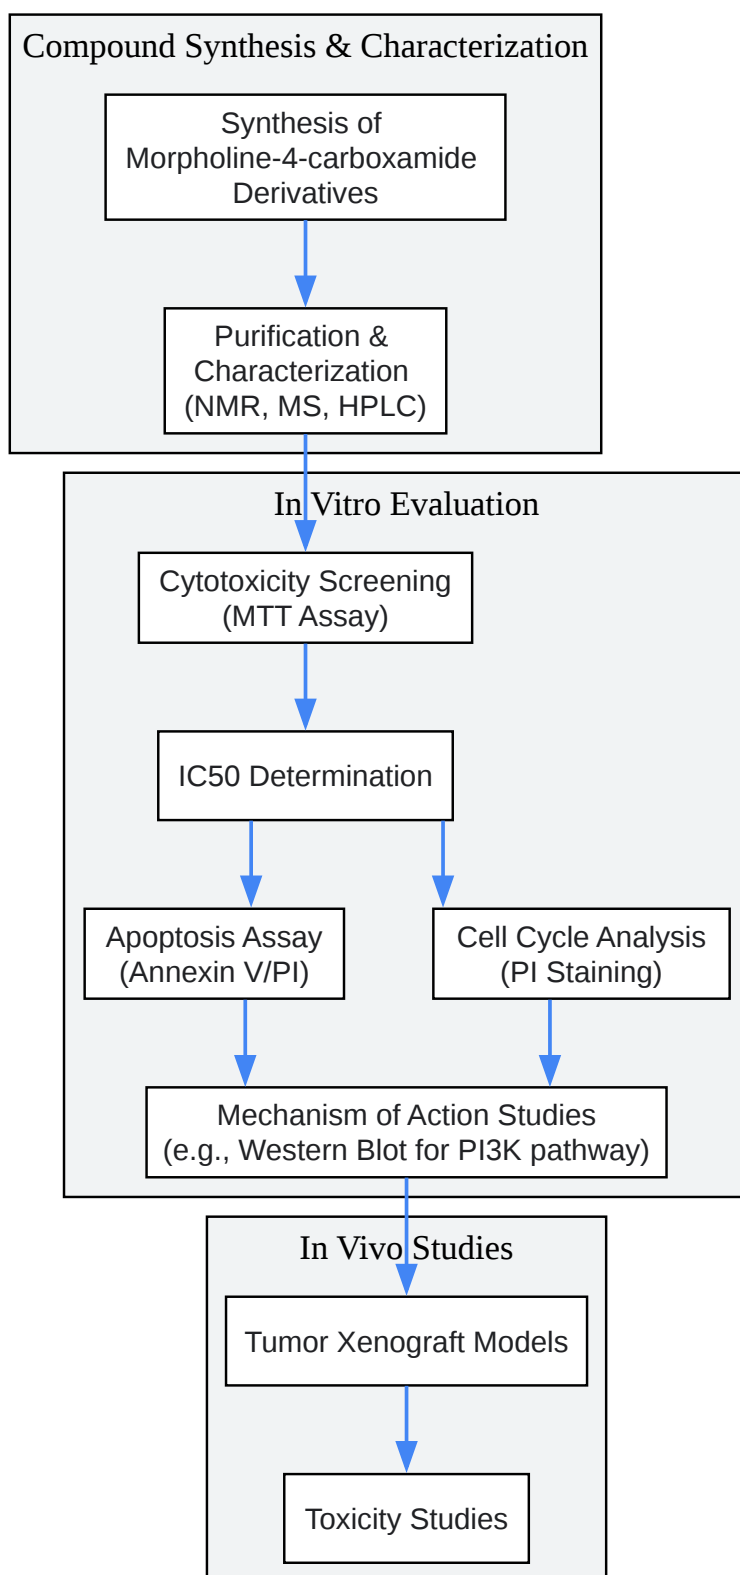 Compound Synthesis & Characterization
Synthesis of
Morpholine-4-carboxamide
Derivatives
Purification &
Characterization
(NMR, MS, HPLC)
In Vitro Evaluation
Cytotoxicity Screening
(MTT Assay)
IC50 Determination
Apoptosis Assay
(Annexin V/PI)
Cell Cycle Analysis
(PI Staining)
Mechanism of Action Studies
(e.g., Western Blot for PI3K pathway)
In Vivo Studies
Tumor Xenograft Models
Toxicity Studies